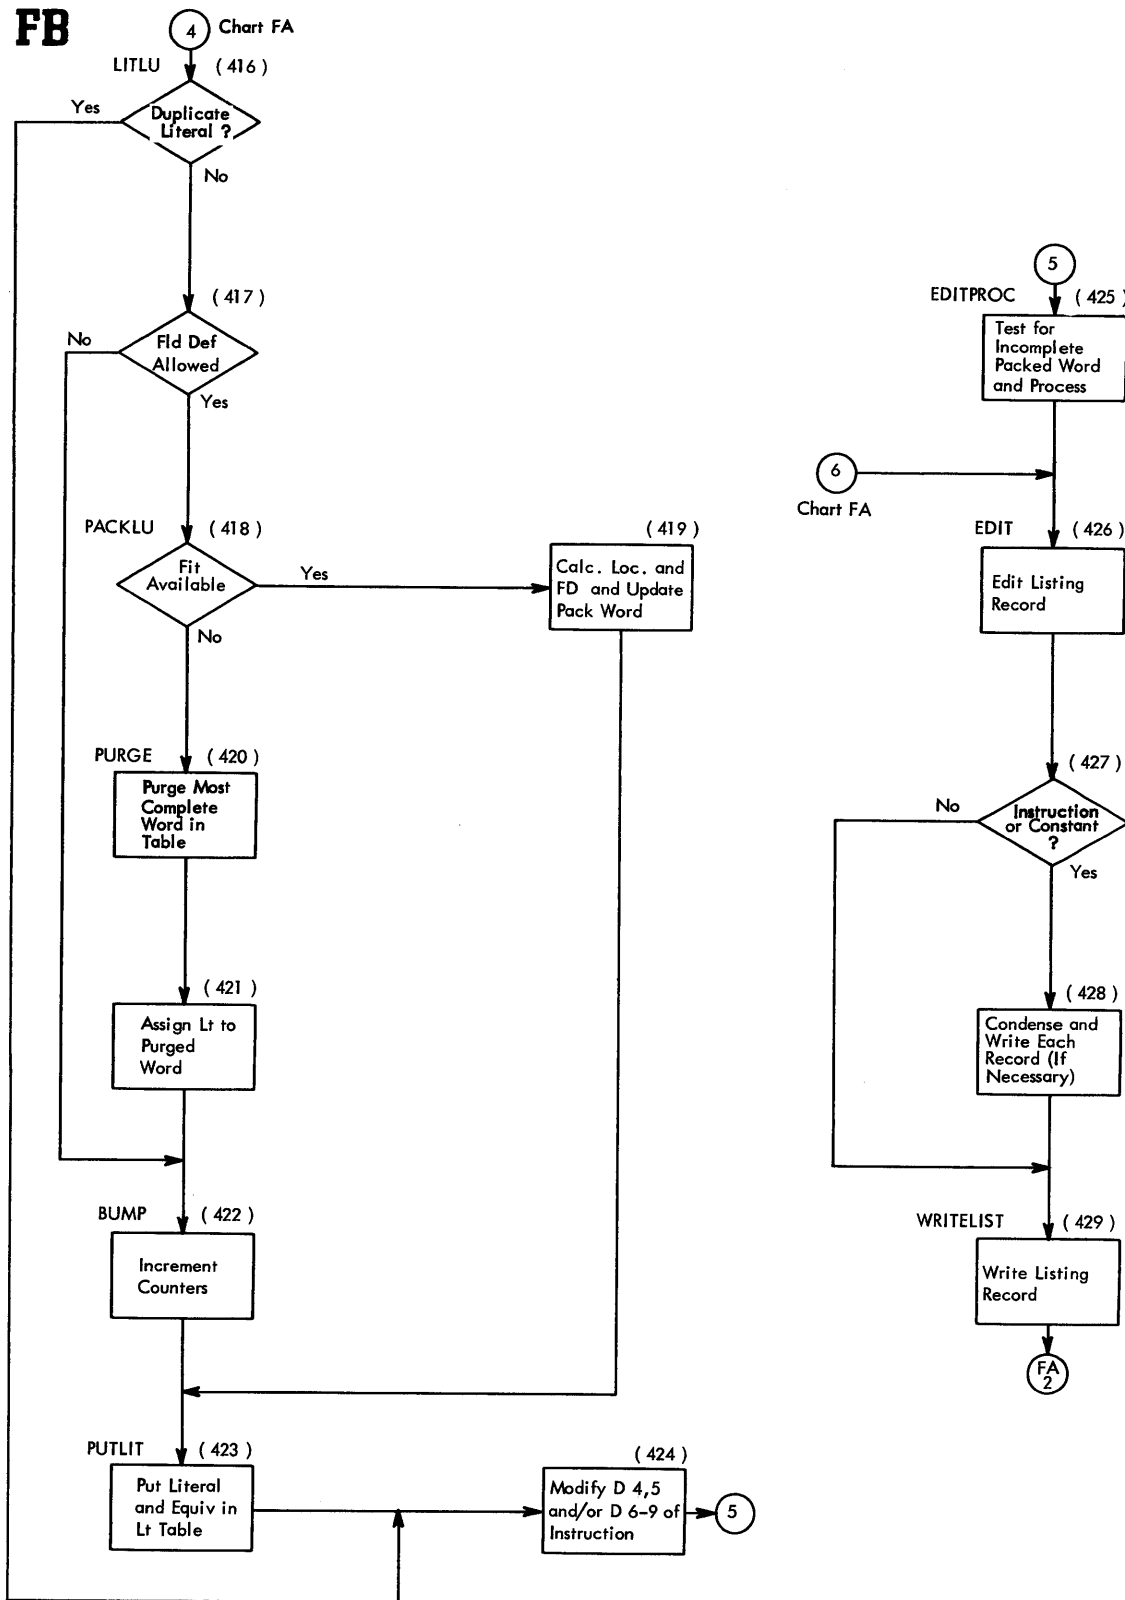 FB
4 Chart FA
LITLU (416)
Yes
Duplicate
Literal ?
No
(417)
No
Fld Def
Allowed
Yes
PACKLU (418)
Fit
Available
Yes
No
(419)
Calc. Loc. and
FD and Update
Pack Word
PURGE (420)
Purge Most
Complete
Word in
Table
(421)
Assign Lt to
Purged
Word
BUMP (422)
Increment
Counters
PUTLIT (423)
Put Literal
and Equiv in
Lt Table
(424)
Modify D 4,5
and/or D 6-9 of
Instruction
5
5
EDITPROC (425)
Test for
Incomplete
Packed Word
and Process
6
Chart FA
EDIT (426)
Edit Listing
Record
(427)
No
Instruction
or Constant
?
Yes
(428)
Condense and
Write Each
Record (If
Necessary)
WRITELIST (429)
Write Listing
Record
FA
2